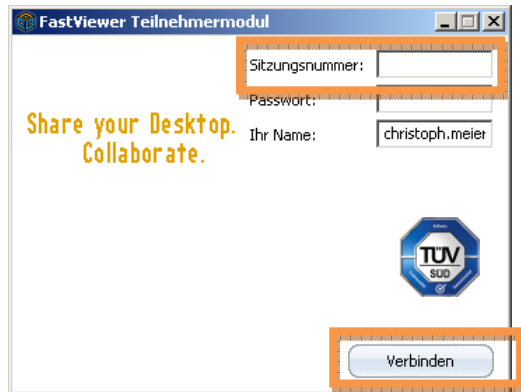 FastViewer Teilnehmermodul
Sitzungsnummer:
Passwort:
Share your Desktop.
Collaborate.
Ihr Name: christoph.meier
TÜV
SÜD
Verbinden